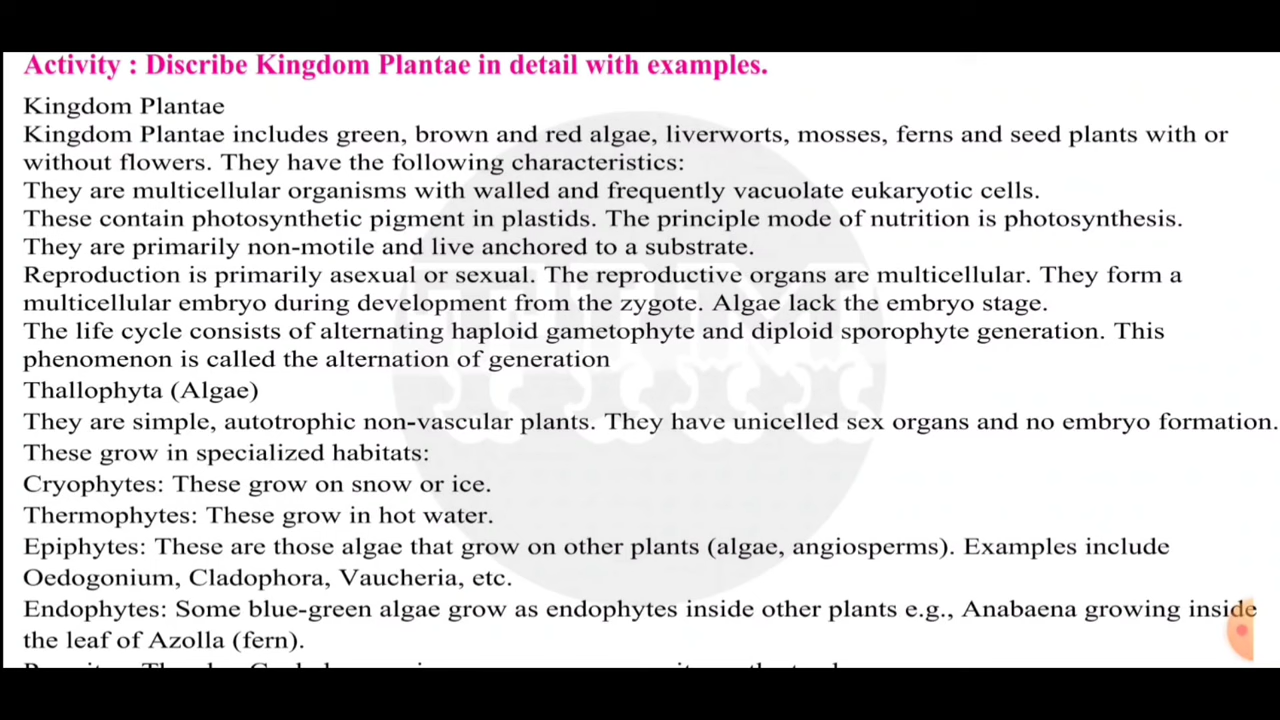 Activity : Discribe Kingdom Plantae in detail with examples.
Kingdom Plantae
Kingdom Plantae includes green, brown and red algae, liverworts, mosses, ferns and seed plants with or
without flowers. They have the following characteristics:
They are multicellular organisms with walled and frequently vacuolate eukaryotic cells.
These contain photosynthetic pigment in plastids. The principle mode of nutrition is photosynthesis.
They are primarily non-motile and live anchored to a substrate.
Reproduction is primarily asexual or sexual. The reproductive organs are multicellular. They form a
multicellular embryo during development from the zygote. Algae lack the embryo stage.
The life cycle consists of alternating haploid gametophyte and diploid sporophyte generation. This
phenomenon is called the alternation of generation
Thallophyta (Algae)
They are simple, autotrophic non-vascular plants. They have unicelled sex organs and no embryo formation.
These grow in specialized habitats:
Cryophytes: These grow on snow or ice.
Thermophytes: These grow in hot water.
Epiphytes: These are those algae that grow on other plants (algae, angiosperms). Examples include
Oedogonium, Cladophora, Vaucheria, etc.
Endophytes: Some blue-green algae grow as endophytes inside other plants e.g., Anabaena growing inside
the leaf of Azolla (fern).